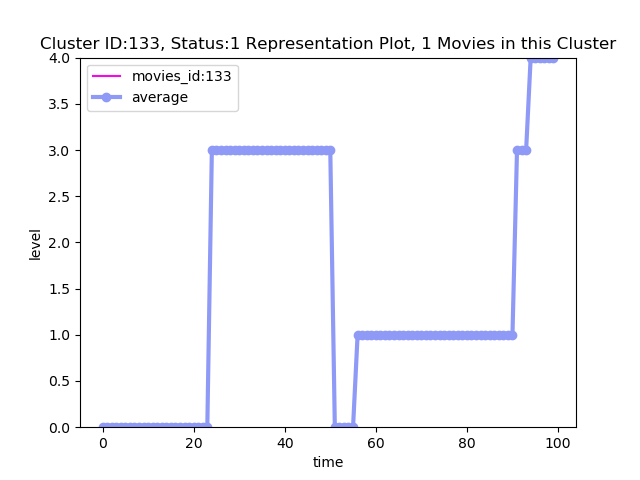 Cluster ID:133, Status:1 Representation Plot, 1 Movies in this Cluster
movies_id:133
average
level
4.0
3.5
3.0
2.5
2.0
1.5
1.0
0.5
0.0
0 20 40 60 80 100
time